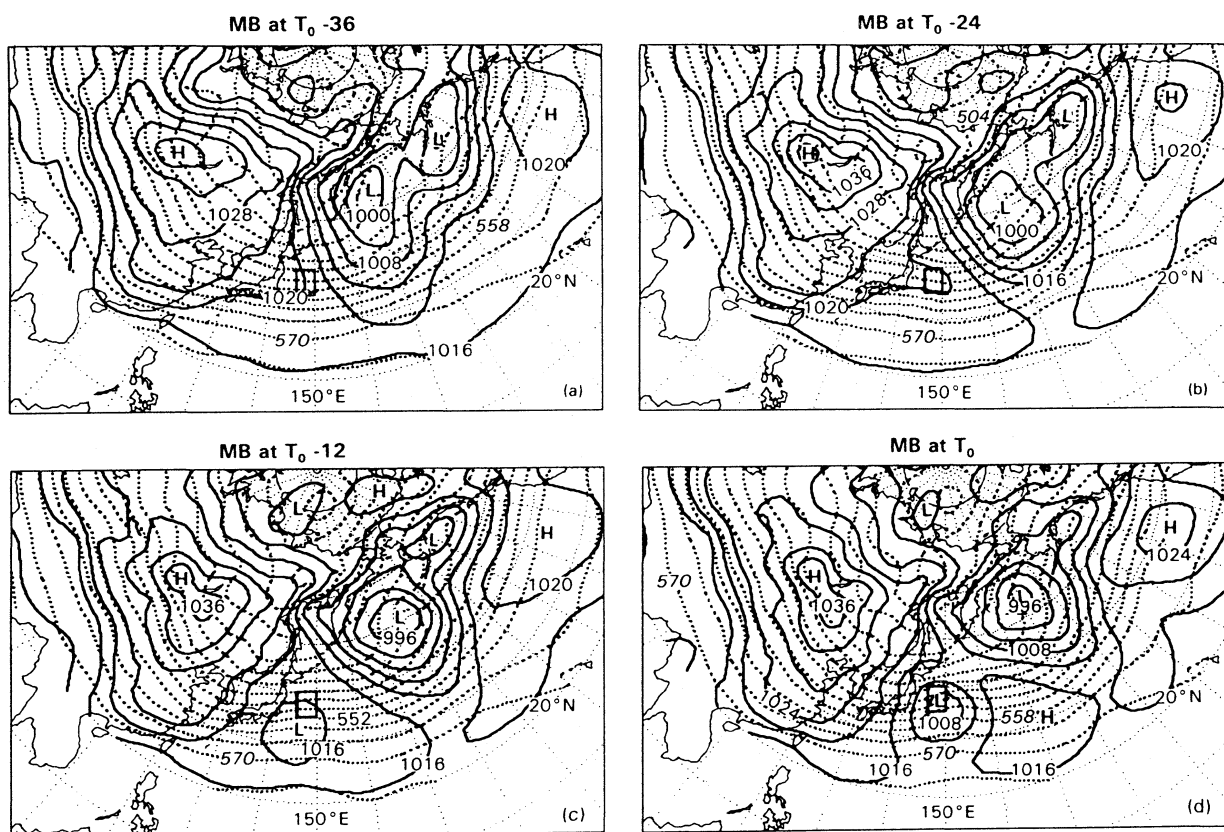 MB at T₀ -36
H
L
H
1020
1028
L
1000
558
1008
1020
20°N
570
1016
150°E
(a)
MB at T₀ -24
H
504
L
H
1036
1020
1028
L
1000
1016
20°N
1020
570
150°E
(b)
MB at T₀ -12
L
H
L
H
H
1036
1020
L
996
552
20°N
L
1016
570
1016
150°E
(c)
MB at T₀
L
H
1024
570
H
1036
L
996
1008
20°N
1024
L
1008
558
H
570
1016
1016
150°E
(d)